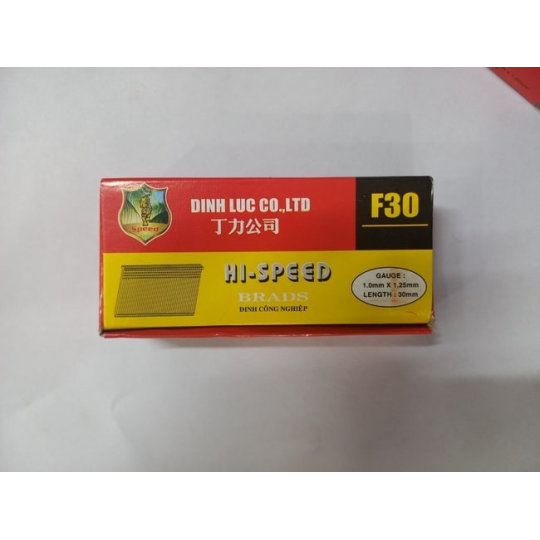 Speed
DINH LUC CO.,LTD
丁力公司
F30
HI-SPEED
BRADS
ĐINH CÔNG NGHIỆP
GAUGE :
1.0mm X 1.25mm
LENGTH : 30mm